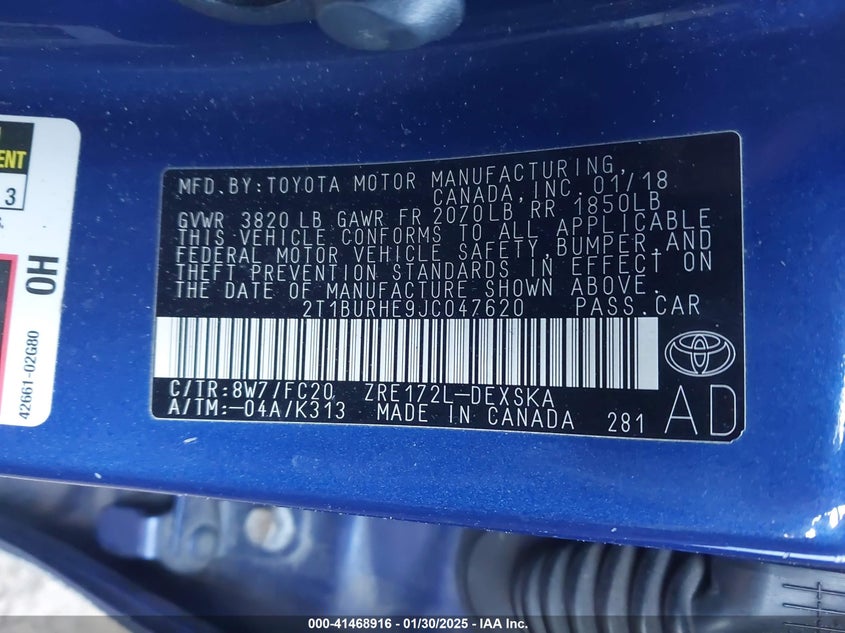 ENT
3
OH
42661-02G80
MFD.BY:TOYOTA MOTOR MANUFACTURING,
CANADA,INC.01/18
GVWR 3820 LB GAWR FR 2070LB RR 1850LB
THIS VEHICLE CONFORMS TO ALL APPLICABLE
FEDERAL MOTOR VEHICLE SAFETY,BUMPER,AND
THEFT PREVENTION STANDARDS IN EFFECT ON
THE DATE OF MANUFACTURE SHOWN ABOVE.
2T1BURHE9JC047620 PASS.CAR
C/TR:8W7/FC20 ZRE172L-DEXSKA
A/TM:-04A/K313 MADE IN CANADA 281
AD
000-41468916 - 01/30/2025 - IAA Inc.